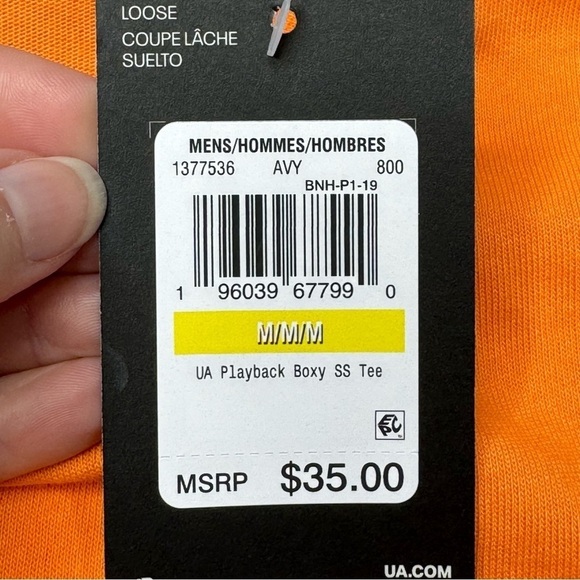 LOOSE
COUPE LÂCHE
SUELTO
MENS/HOMMES/HOMBRES
1377536 AVY 800
BNH-P1-19
1 96039 67799 0
M/M/M
UA Playback Boxy SS Tee
EPC
MSRP $35.00
UA.COM